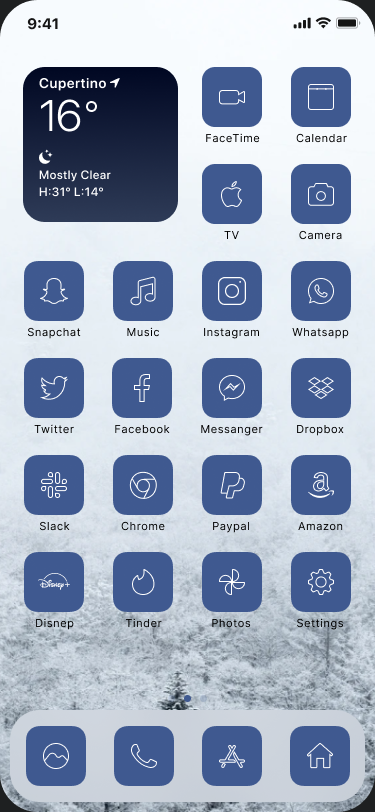 9:41
Cupertino
16°
Mostly Clear
H:31° L:14°
FaceTime
Calendar
TV
Camera
Snapchat
Music
Instagram
Whatsapp
Twitter
Facebook
Messanger
Dropbox
Slack
Chrome
Paypal
Amazon
Disney+
Disnep
Tinder
Photos
Settings